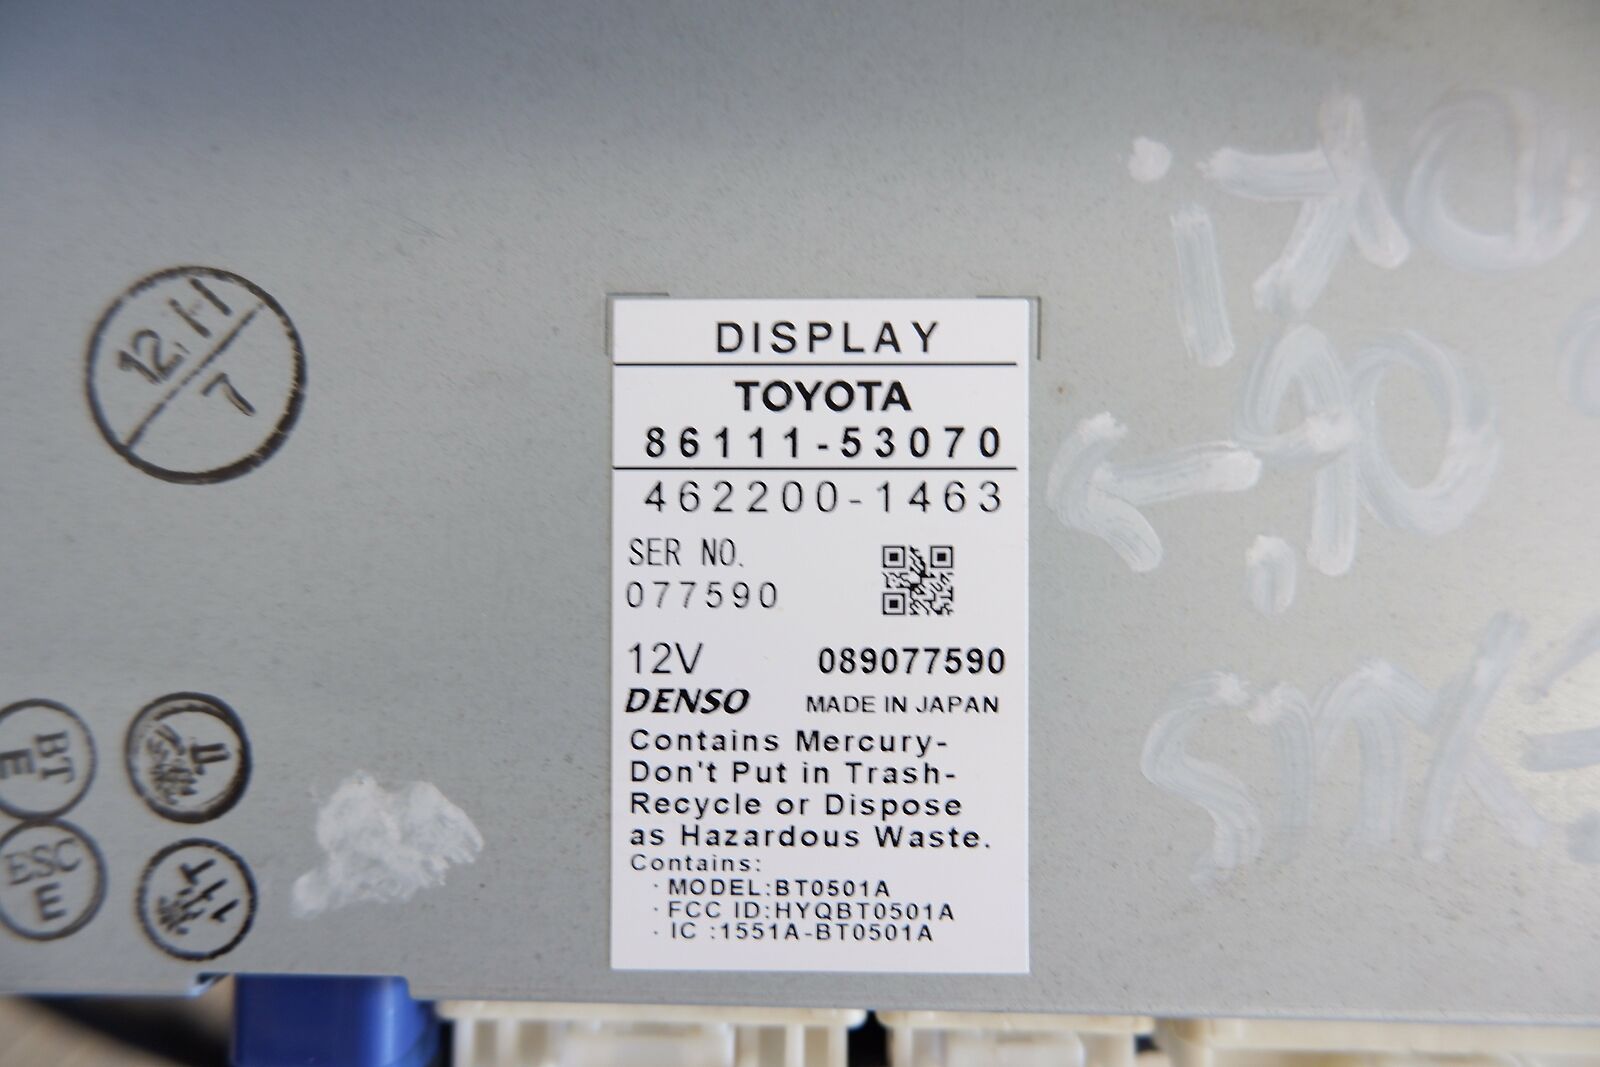 12.11
7
DISPLAY
TOYOTA
86111-53070
462200-1463
SER NO.
077590
12V 089077590
DENSO MADE IN JAPAN
Contains Mercury-
Don't Put in Trash-
Recycle or Dispose
as Hazardous Waste.
Contains:
· MODEL:BT0501A
· FCC ID:HYQBT0501A
· IC :1551A-BT0501A
BT
E
ESC
E